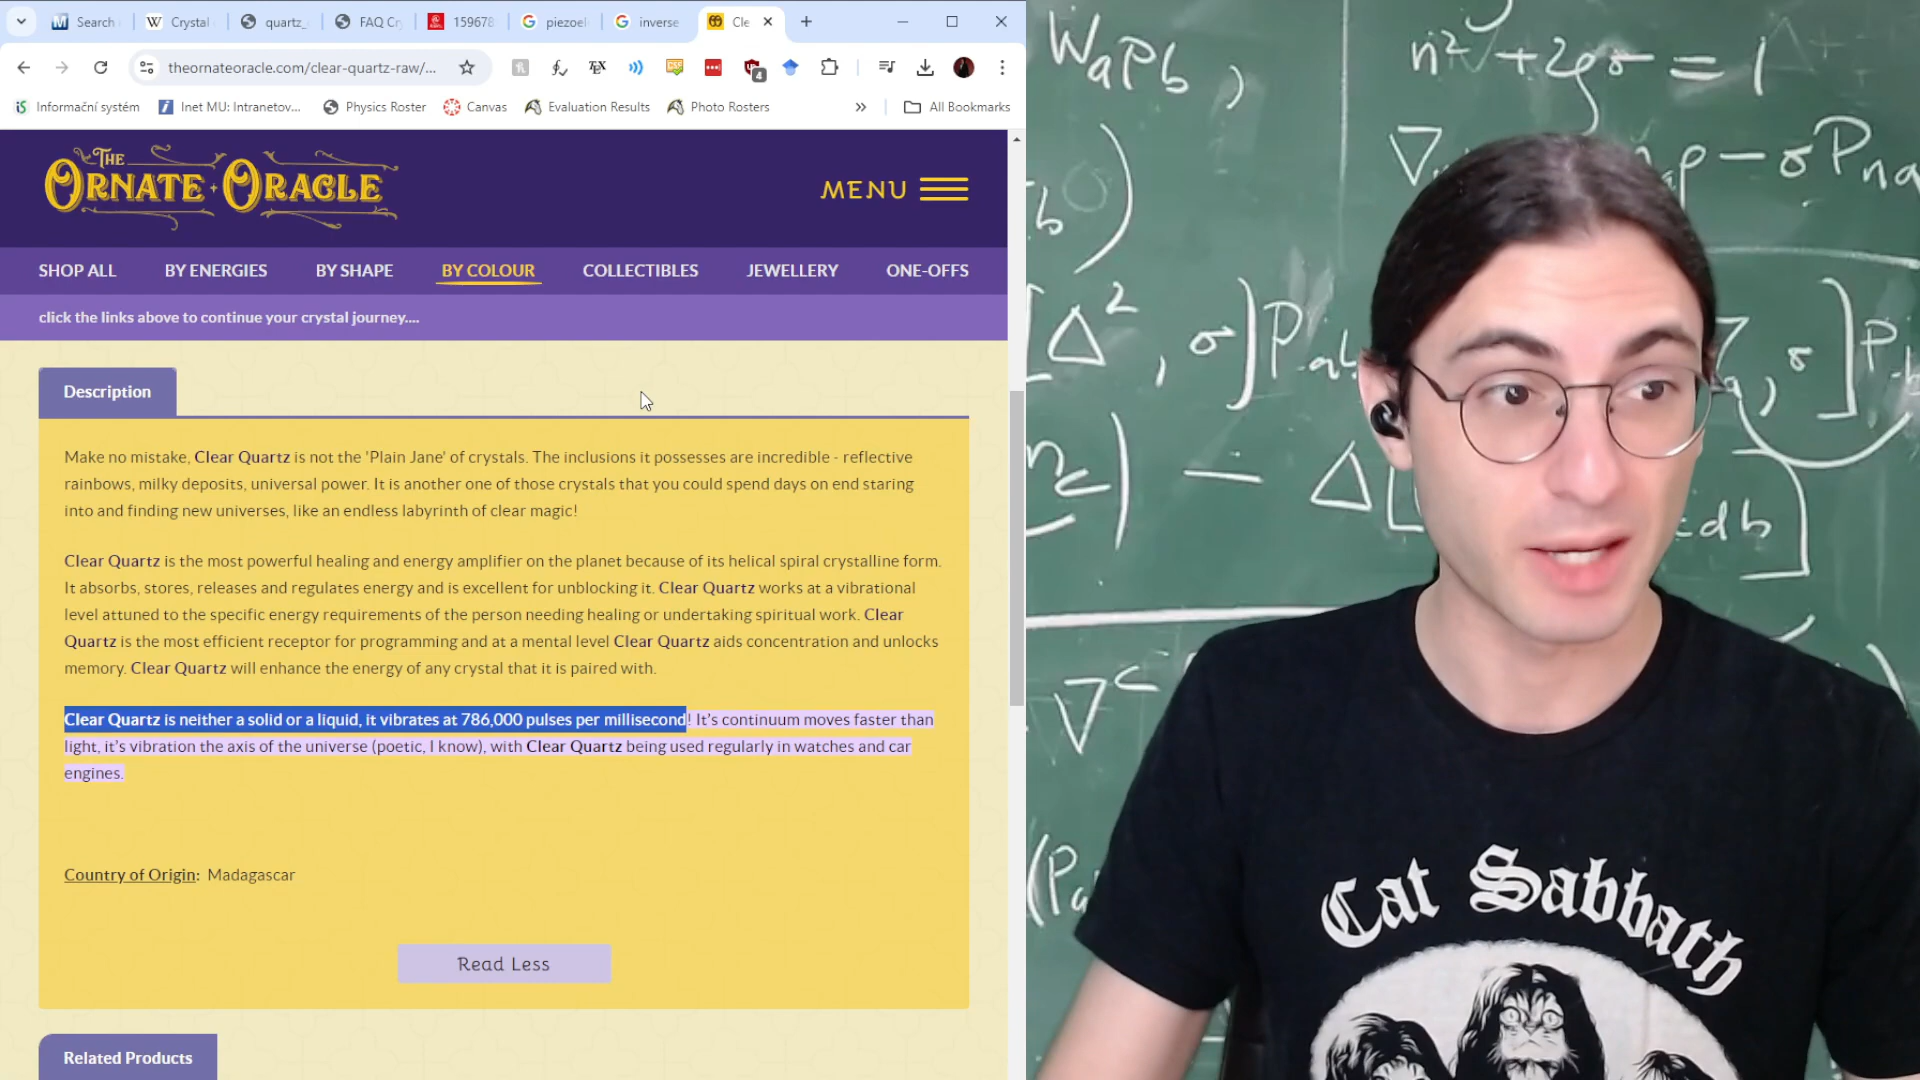 Search
Crystal
quartz_
FAQ Cry
159678
piezoele
inverse
Cle
theornateoracle.com/clear-quartz-raw/...
4
Informační systém
Inet MU: Intranetov...
Physics Roster
Canvas
Evaluation Results
Photo Rosters
All Bookmarks
THE
ORNATE ORACLE
MENU
SHOP ALL
BY ENERGIES
BY SHAPE
BY COLOUR
COLLECTIBLES
JEWELLERY
ONE-OFFS
click the links above to continue your crystal journey....
Description
Make no mistake, Clear Quartz is not the 'Plain Jane' of crystals. The inclusions it possesses are incredible - reflective
rainbows, milky deposits, universal power. It is another one of those crystals that you could spend days on end staring
into and finding new universes, like an endless labyrinth of clear magic!
Clear Quartz is the most powerful healing and energy amplifier on the planet because of its helical spiral crystalline form.
It absorbs, stores, releases and regulates energy and is excellent for unblocking it. Clear Quartz works at a vibrational
level attuned to the specific energy requirements of the person needing healing or undertaking spiritual work. Clear
Quartz is the most efficient receptor for programming and at a mental level Clear Quartz aids concentration and unlocks
memory. Clear Quartz will enhance the energy of any crystal that it is paired with.
Clear Quartz is neither a solid or a liquid, it vibrates at 786,000 pulses per millisecond! It's continuum moves faster than
light, it's vibration the axis of the universe (poetic, I know), with Clear Quartz being used regularly in watches and car
engines.
Country of Origin: Madagascar
Read Less
Related Products
Cat Sabbath